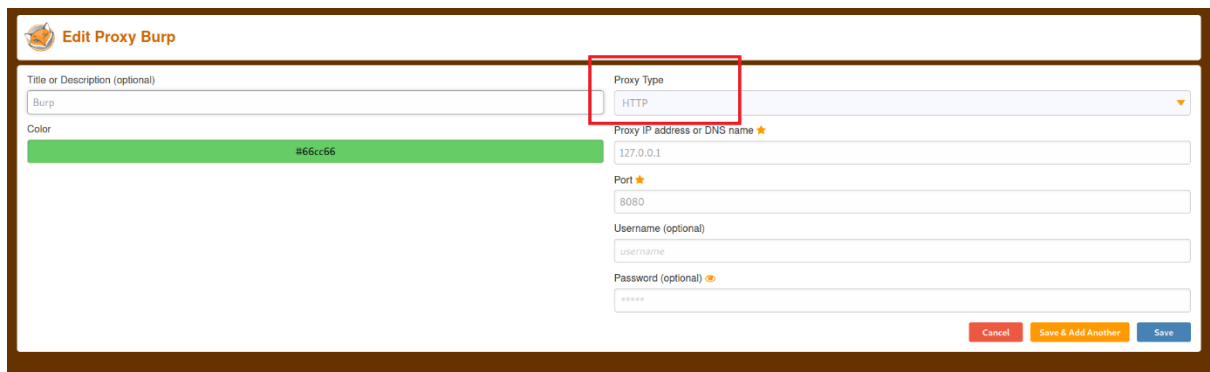 Edit Proxy Burp
Title or Description (optional)
Burp
Color
#66cc66
Proxy Type
HTTP
Proxy IP address or DNS name
127.0.0.1
Port
8080
Username (optional)
username
Password (optional)
*****
Cancel
Save & Add Another
Save